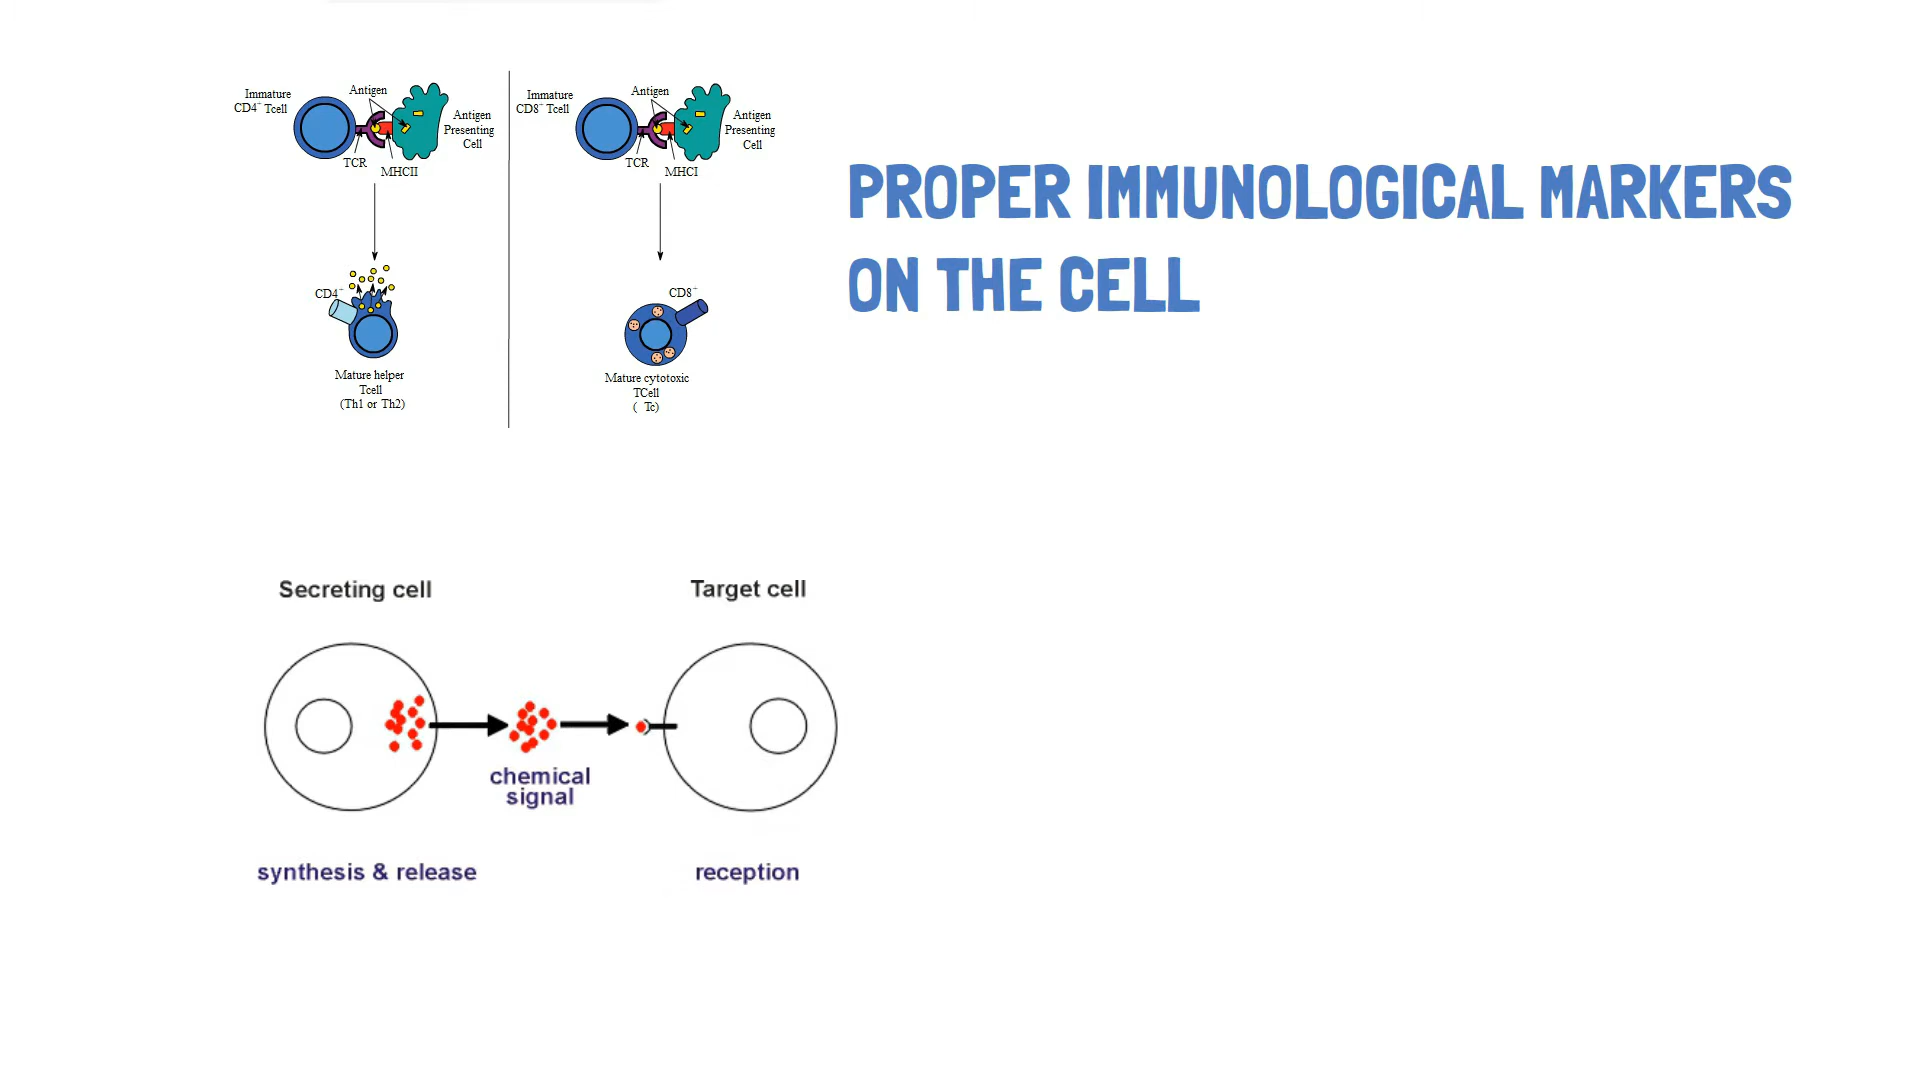 Immature
CD4+ Tcell
Antigen
Antigen
Presenting
Cell
TCR
MHCII
CD4+
Mature helper
Tcell
(Th1 or Th2)
Immature
CD8+ Tcell
Antigen
Antigen
Presenting
Cell
TCR
MHCI
CD8+
Mature cytotoxic
TCell
( Tc)
PROPER IMMUNOLOGICAL MARKERS
ON THE CELL
Secreting cell
Target cell
chemical
signal
synthesis & release
reception